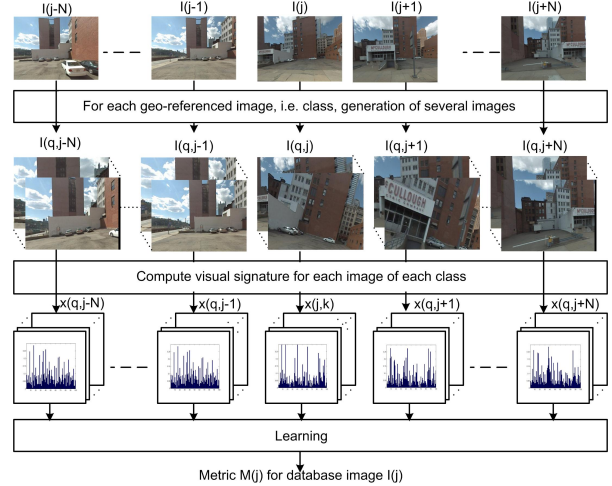 I(j-N) I(j-1) I(j) I(j+1) I(j+N)
For each geo-referenced image, i.e. class, generation of several images
I(q,j-N) I(q,j-1) I(q,j) I(q,j+1) I(q,j+N)
CULLOUGH
Compute visual signature for each image of each class
x(q,j-N) x(q,j-1) x(j,k) x(q,j+1) x(q,j+N)
Learning
Metric M(j) for database image I(j)